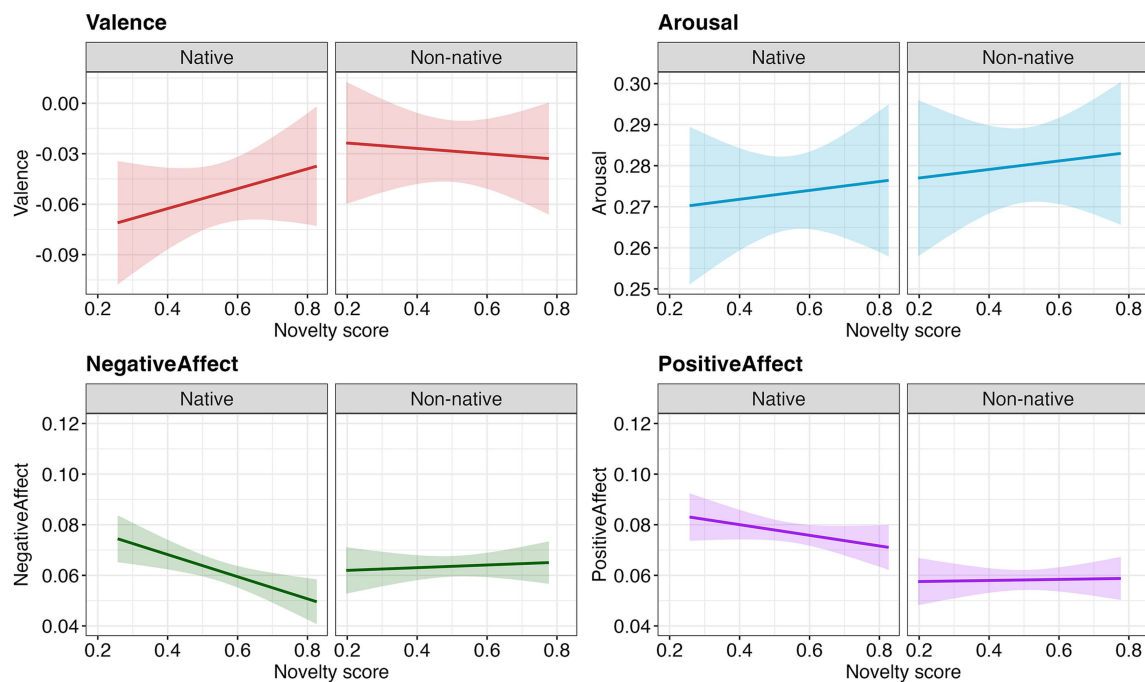 Valence
Native Non-native
0.00
-0.03
-0.06
-0.09
Valence
0.2 0.4 0.6 0.8 0.2 0.4 0.6 0.8
Novelty score
Arousal
Native Non-native
0.30
0.29
0.28
0.27
0.26
0.25
Arousal
0.2 0.4 0.6 0.8 0.2 0.4 0.6 0.8
Novelty score
NegativeAffect
Native Non-native
0.12
0.10
0.08
0.06
0.04
NegativeAffect
0.2 0.4 0.6 0.8 0.2 0.4 0.6 0.8
Novelty score
PositiveAffect
Native Non-native
0.12
0.10
0.08
0.06
0.04
PositiveAffect
0.2 0.4 0.6 0.8 0.2 0.4 0.6 0.8
Novelty score